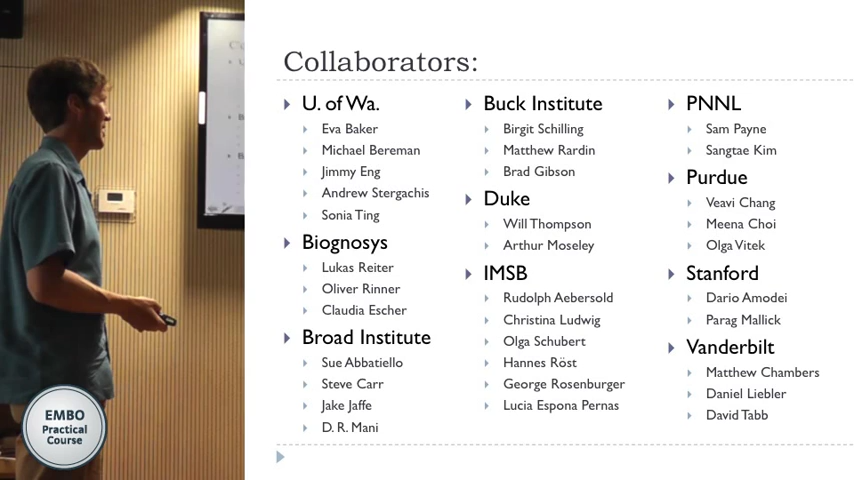 Collaborators:
U. of Wa.
Eva Baker
Michael Bereman
Jimmy Eng
Andrew Stergachis
Sonia Ting
Biognosys
Lukas Reiter
Oliver Rinner
Claudia Escher
Broad Institute
Sue Abbatiello
Steve Carr
Jake Jaffe
D. R. Mani
Buck Institute
Birgit Schilling
Matthew Rardin
Brad Gibson
Duke
Will Thompson
Arthur Moseley
IMSB
Rudolph Aebersold
Christina Ludwig
Olga Schubert
Hannes Röst
George Rosenburger
Lucia Espona Pernas
PNNL
Sam Payne
Sangtae Kim
Purdue
Veavi Chang
Meena Choi
Olga Vitek
Stanford
Dario Amodei
Parag Mallick
Vanderbilt
Matthew Chambers
Daniel Liebler
David Tabb
EMBO
Practical
Course